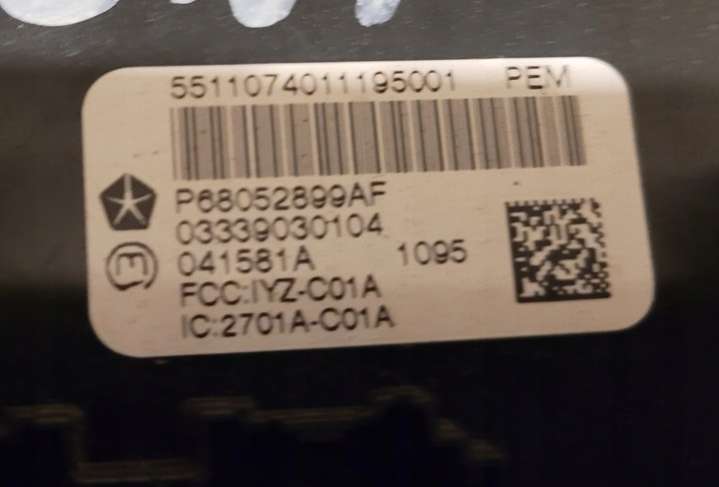 5511074011195001 PEM
P68052899AF
03339030104
041581A 1095
FCC:IYZ-C01A
IC:2701A-C01A